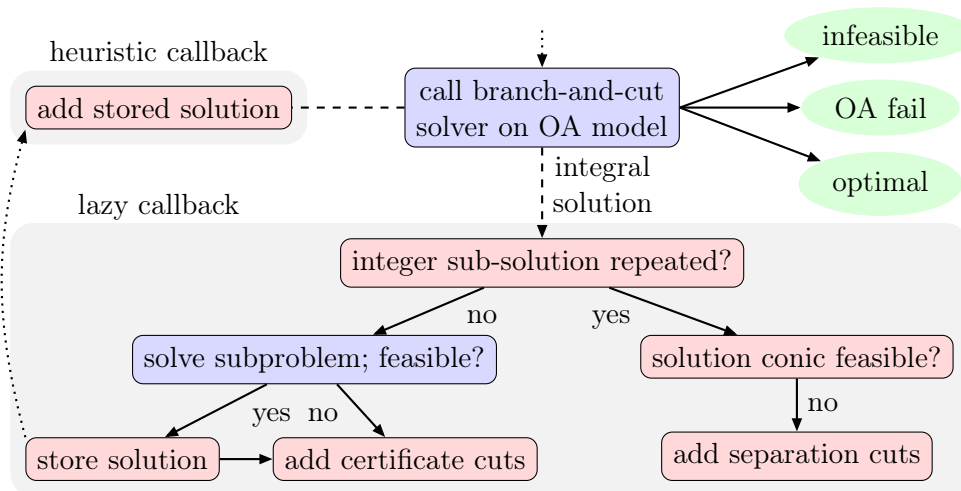 infeasible
heuristic callback
add stored solution
call branch-and-cut
solver on OA model
OA fail
optimal
integral
solution
lazy callback
integer sub-solution repeated?
no
yes
solve subproblem; feasible?
solution conic feasible?
yes
no
no
store solution
add certificate cuts
add separation cuts